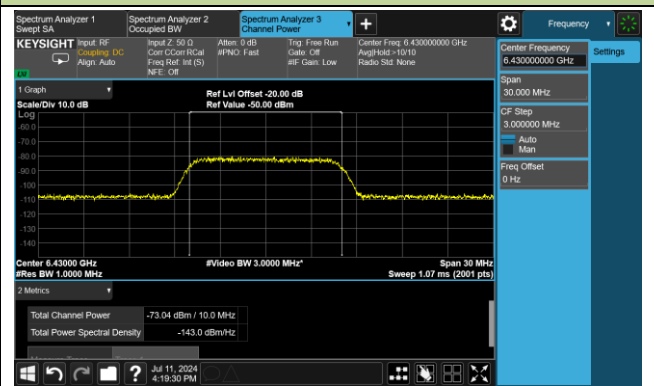 Spectrum Analyzer 1
Swept SA
Spectrum Analyzer 2
Occupied BW
Spectrum Analyzer 3
Channel Power
Frequency
KEYSIGHT
Input: RF
Coupling: DC
Align: Auto
Input Z: 50 Ω
Corr CCorr RCal
Freq Ref: Int (S)
NFE: Off
Atten: 0 dB
#PNO: Fast
Trig: Free Run
Gate: Off
#IF Gain: Low
Center Freq: 6.430000000 GHz
Avg|Hold:>10/10
Radio Std: None
Center Frequency
6.430000000 GHz
Settings
Span
30.000 MHz
CF Step
3.000000 MHz
Auto
Man
Freq Offset
0 Hz
1 Graph
Scale/Div 10.0 dB
Ref Lvl Offset -20.00 dB
Ref Value -50.00 dBm
Log
-60.0
-70.0
-80.0
-90.0
-100
-110
-120
-130
-140
Center 6.43000 GHz
#Video BW 3.0000 MHz*
Span 30 MHz
#Res BW 1.0000 MHz
Sweep 1.07 ms (2001 pts)
2 Metrics
Total Channel Power
-73.04 dBm / 10.0 MHz
Total Power Spectral Density
-143.0 dBm/Hz
?
Jul 11, 2024
4:19:30 PM